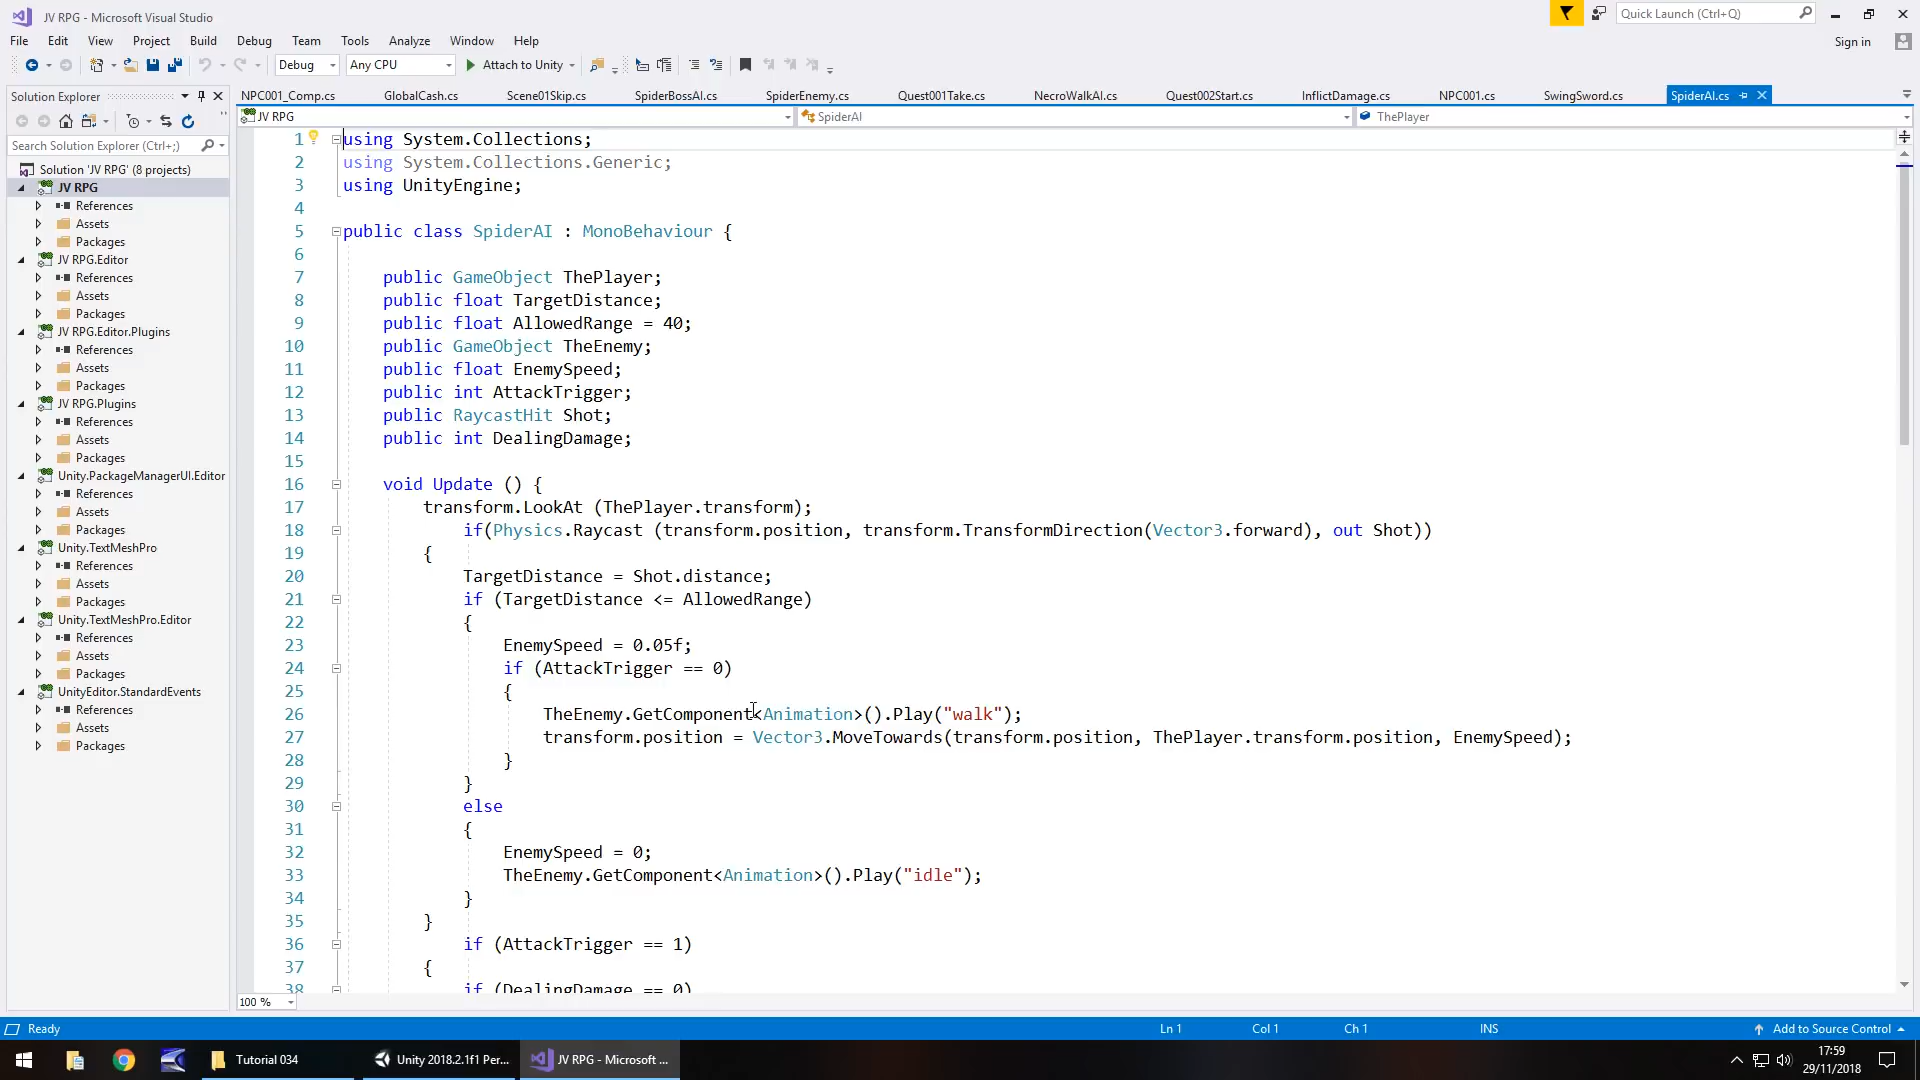 JV RPG - Microsoft Visual Studio
Quick Launch (Ctrl+Q)
File Edit View Project Build Debug Team Tools Analyze Window Help
Sign in
Debug Any CPU Attach to Unity
Solution Explorer
NPC001_Comp.cs GlobalCash.cs Scene01Skip.cs SpiderBossAI.cs SpiderEnemy.cs Quest001Take.cs NecroWalkAI.cs Quest002Start.cs InflictDamage.cs NPC001.cs SwingSword.cs SpiderAI.cs
JV RPG SpiderAI ThePlayer
Search Solution Explorer (Ctrl+;)
Solution 'JV RPG' (8 projects)
JV RPG
References
Assets
Packages
JV RPG.Editor
References
Assets
Packages
JV RPG.Editor.Plugins
References
Assets
Packages
JV RPG.Plugins
References
Assets
Packages
Unity.PackageManagerUI.Editor
References
Assets
Packages
Unity.TextMeshPro
References
Assets
Packages
Unity.TextMeshPro.Editor
References
Assets
Packages
UnityEditor.StandardEvents
References
Assets
Packages
1 using System.Collections;
2 using System.Collections.Generic;
3 using UnityEngine;
4
5 public class SpiderAI : MonoBehaviour {
6
7 public GameObject ThePlayer;
8 public float TargetDistance;
9 public float AllowedRange = 40;
10 public GameObject TheEnemy;
11 public float EnemySpeed;
12 public int AttackTrigger;
13 public RaycastHit Shot;
14 public int DealingDamage;
15
16 void Update () {
17 transform.LookAt (ThePlayer.transform);
18 if(Physics.Raycast (transform.position, transform.TransformDirection(Vector3.forward), out Shot))
19 {
20 TargetDistance = Shot.distance;
21 if (TargetDistance <= AllowedRange)
22 {
23 EnemySpeed = 0.05f;
24 if (AttackTrigger == 0)
25 {
26 TheEnemy.GetComponent<Animation>().Play("walk");
27 transform.position = Vector3.MoveTowards(transform.position, ThePlayer.transform.position, EnemySpeed);
28 }
29 }
30 else
31 {
32 EnemySpeed = 0;
33 TheEnemy.GetComponent<Animation>().Play("idle");
34 }
35 }
36 if (AttackTrigger == 1)
37 {
38 if (DealingDamage == 0)
100 %
Ready Ln 1 Col 1 Ch 1 INS Add to Source Control
Tutorial 034 Unity 2018.2.1f1 Per... JV RPG - Microsoft ...
17:59
29/11/2018